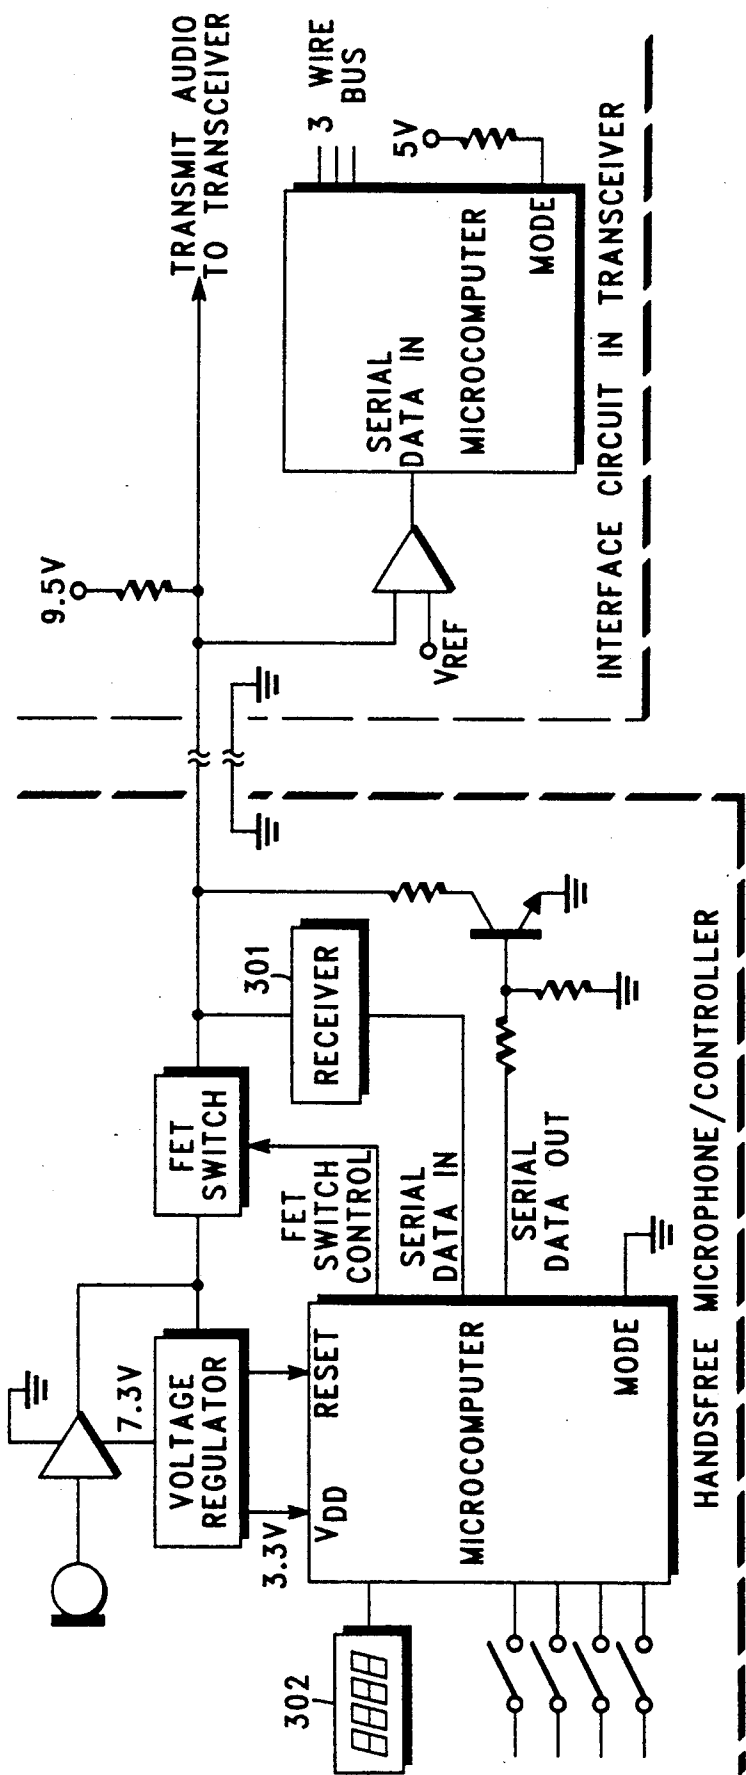 TRANSMIT AUDIO
TO TRANSCEIVER
9.5V
3 WIRE
BUS
5V
SERIAL
DATA IN
MICROCOMPUTER
MODE
VREF
INTERFACE CIRCUIT IN TRANSCEIVER
7.3V
VOLTAGE
REGULATOR
FET
SWITCH
301
RECEIVER
FET
SWITCH
CONTROL
SERIAL
DATA IN
SERIAL
DATA OUT
3.3V
VDD
RESET
MICROCOMPUTER
MODE
302
8888
HANDSFREE MICROPHONE/CONTROLLER